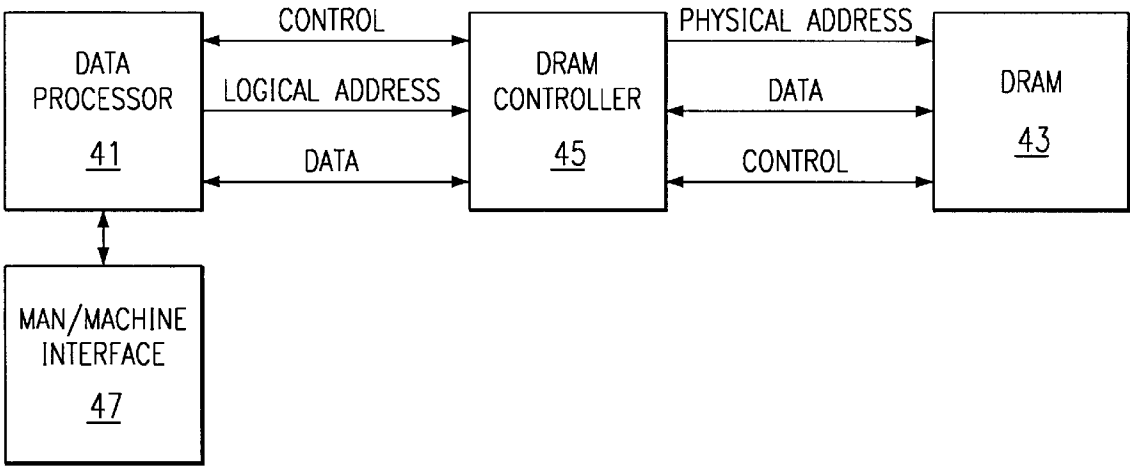 DATA
PROCESSOR
41
CONTROL
LOGICAL ADDRESS
DATA
DRAM
CONTROLLER
45
PHYSICAL ADDRESS
DATA
CONTROL
DRAM
43
MAN/MACHINE
INTERFACE
47